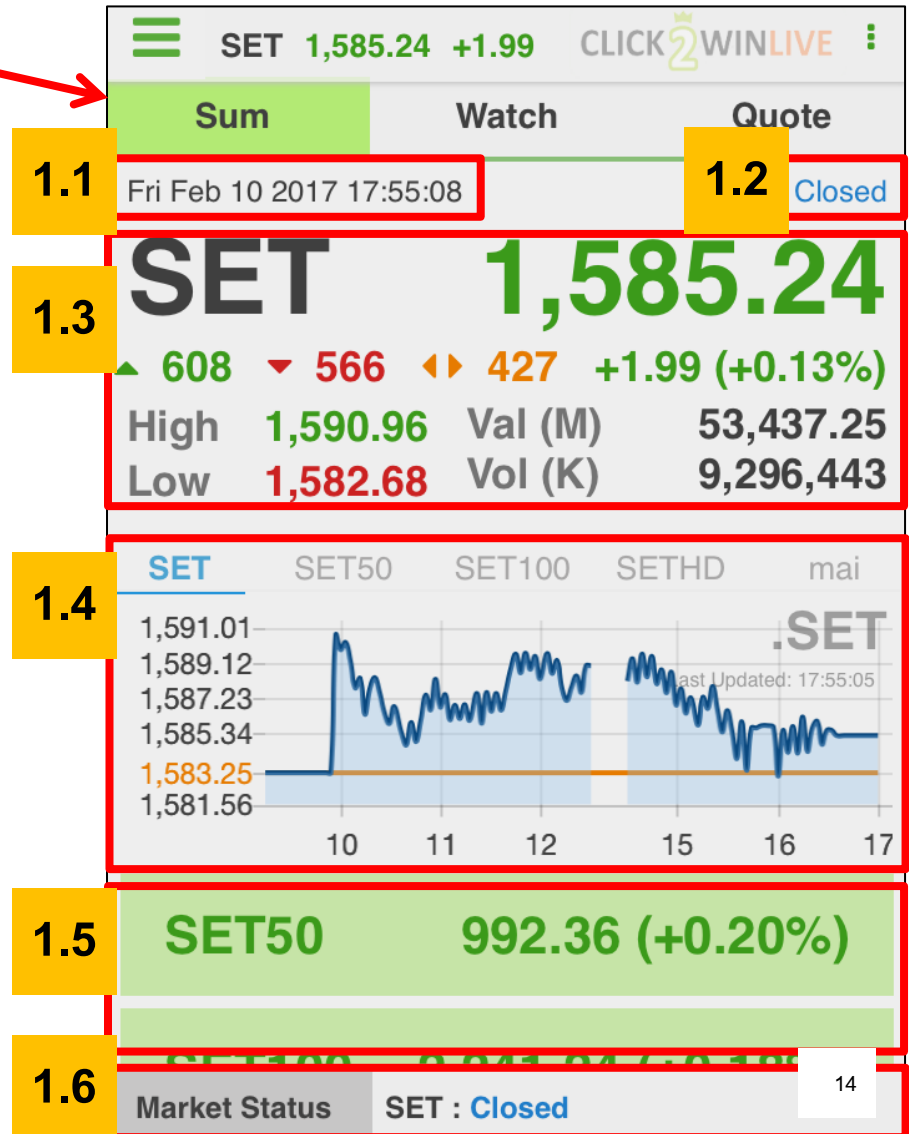 SET 1,585.24 +1.99 CLICK2WINLIVE
Sum Watch Quote
1.1 Fri Feb 10 2017 17:55:08 1.2 Closed
1.3 SET 1,585.24
608 566 427 +1.99 (+0.13%)
High 1,590.96 Val (M) 53,437.25
Low 1,582.68 Vol (K) 9,296,443
1.4 SET SET50 SET100 SETHD mai
.SET
Last Updated: 17:55:05
1,591.01
1,589.12
1,587.23
1,585.34
1,583.25
1,581.56
10 11 12 15 16 17
1.5 SET50 992.36 (+0.20%)
SET100
1.6 Market Status SET : Closed
14